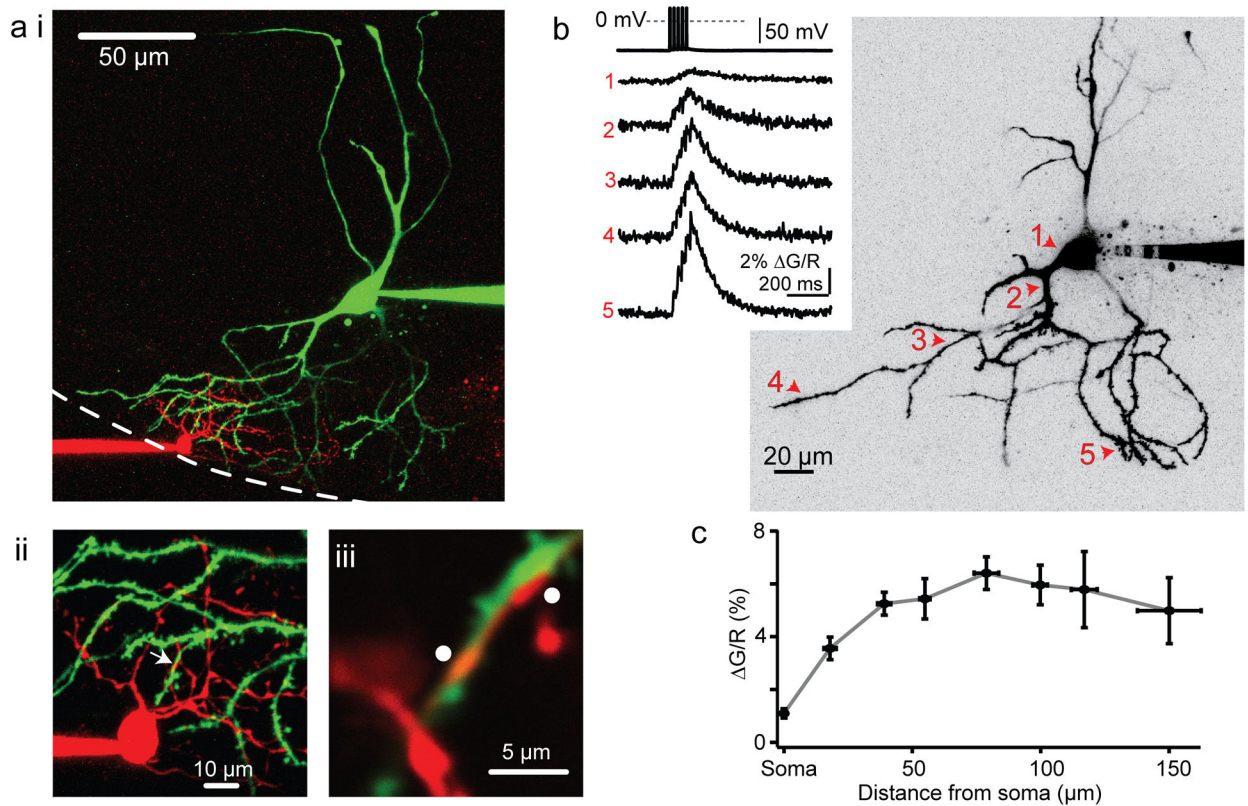 a i
50 µm
ii
10 µm
iii
5 µm
b
0 mV
50 mV
1
2
3
4
2% ΔG/R
200 ms
5
1
2
3
4
5
20 µm
c
8
4
0
ΔG/R (%)
Soma 50 100 150
Distance from soma (µm)